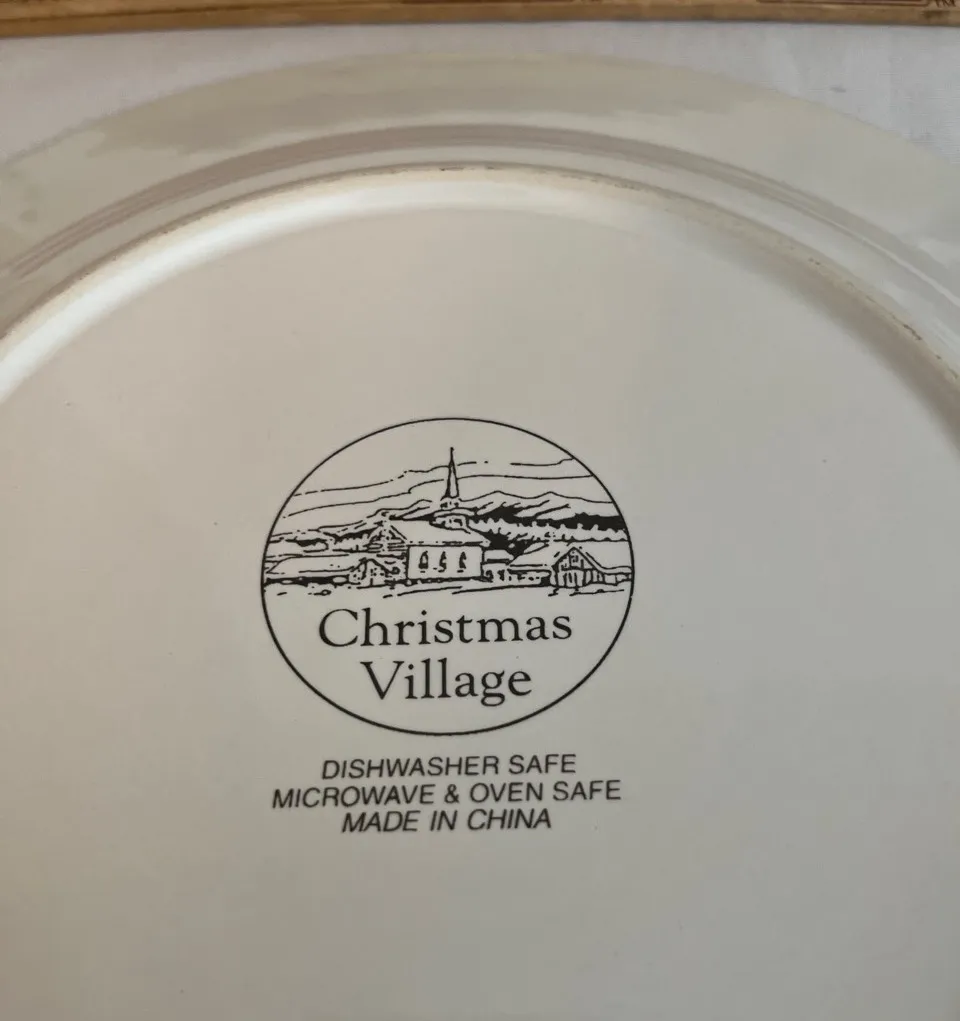 Christmas
Village
DISHWASHER SAFE
MICROWAVE & OVEN SAFE
MADE IN CHINA